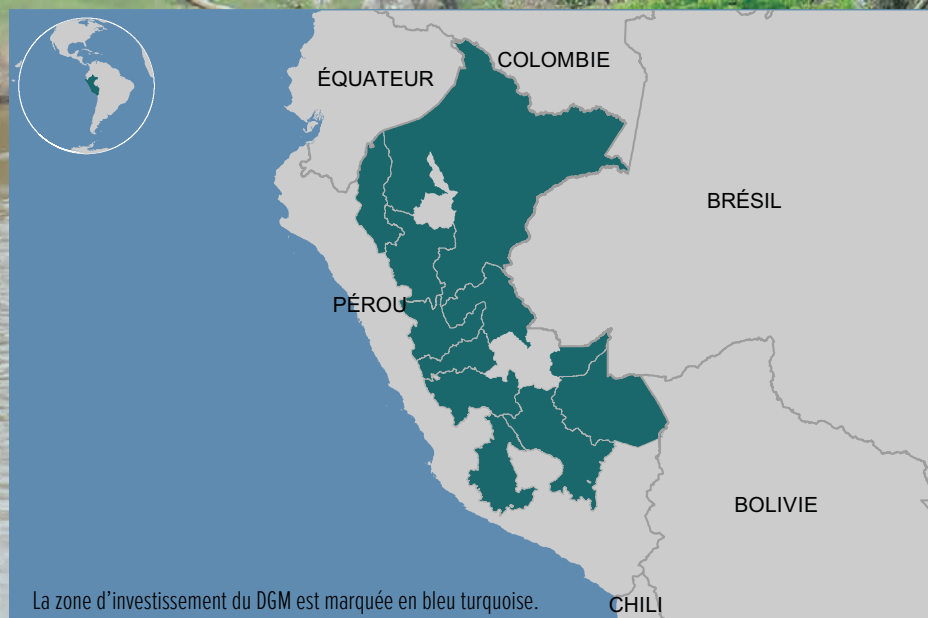 COLOMBIE
ÉQUATEUR
BRÉSIL
PÉROU
BOLIVIE
La zone d'investissement du DGM est marquée en bleu turquoise.
CHILI